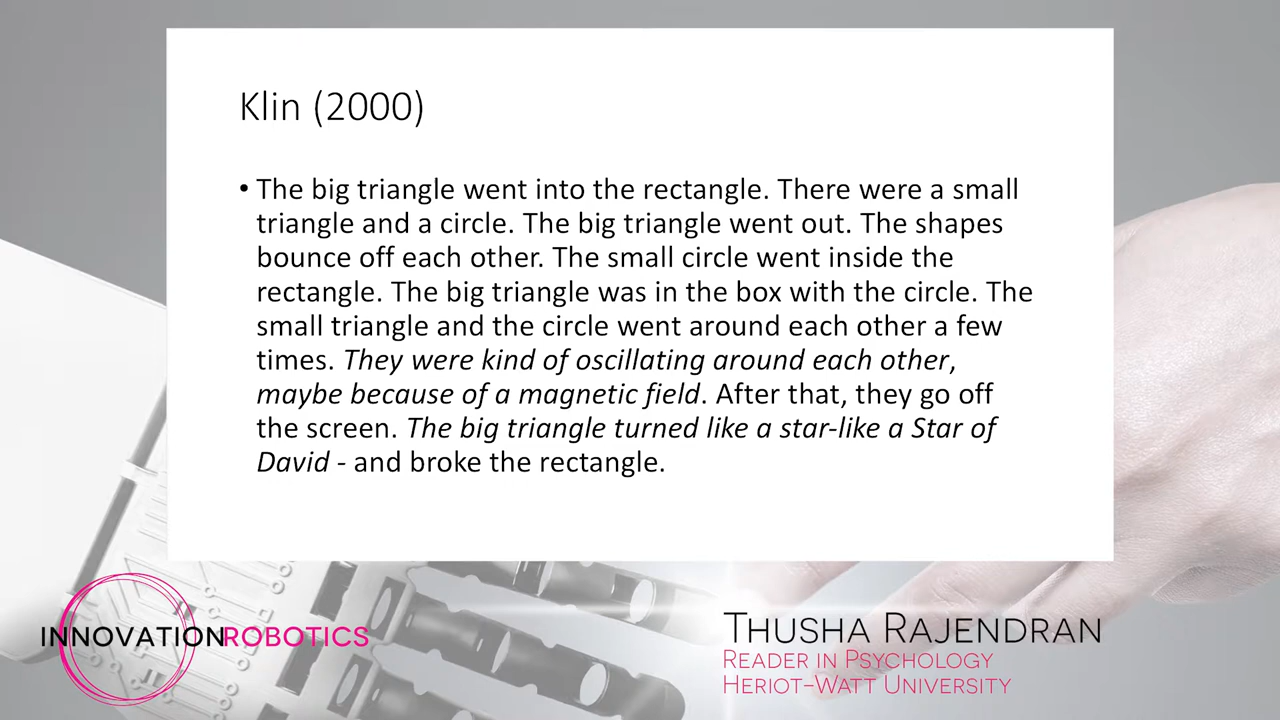 Klin (2000)
• The big triangle went into the rectangle. There were a small
triangle and a circle. The big triangle went out. The shapes
bounce off each other. The small circle went inside the
rectangle. The big triangle was in the box with the circle. The
small triangle and the circle went around each other a few
times. They were kind of oscillating around each other,
maybe because of a magnetic field. After that, they go off
the screen. The big triangle turned like a star-like a Star of
David - and broke the rectangle.
INNOVATIONROBOTICS
THUSHA RAJENDRAN
READER IN PSYCHOLOGY
HERIOT-WATT UNIVERSITY